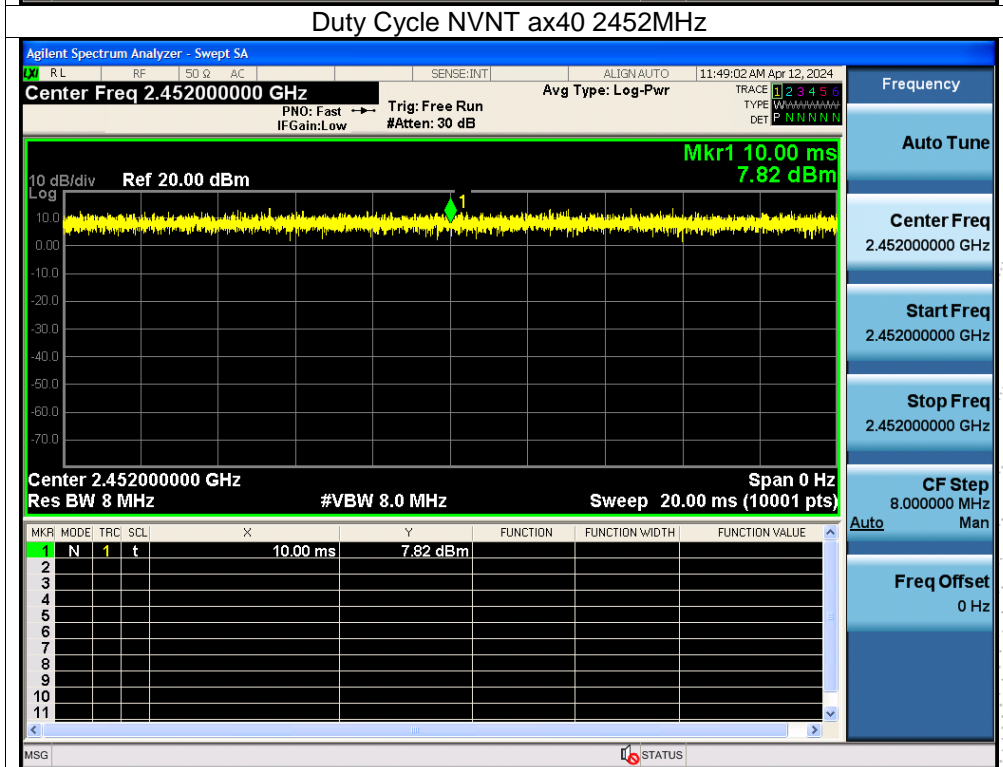 Duty Cycle NVNT ax40 2452MHz
Agilent Spectrum Analyzer - Swept SA
LXI RL RF 50 Ω AC SENSE:INT ALIGN AUTO 11:49:02 AM Apr 12, 2024
Center Freq 2.452000000 GHz Avg Type: Log-Pwr TRACE 1 2 3 4 5 6
PNO: Fast Trig: Free Run TYPE WWWWWW
IFGain:Low #Atten: 30 dB DET P N N N N N
Frequency
Auto Tune
Center Freq
2.452000000 GHz
Start Freq
2.452000000 GHz
Stop Freq
2.452000000 GHz
CF Step
8.000000 MHz
Auto Man
Freq Offset
0 Hz
Mkr1 10.00 ms
7.82 dBm
10 dB/div Ref 20.00 dBm
Log
1
10.0
0.00
-10.0
-20.0
-30.0
-40.0
-50.0
-60.0
-70.0
Center 2.452000000 GHz Span 0 Hz
Res BW 8 MHz #VBW 8.0 MHz Sweep 20.00 ms (10001 pts)
MKR MODE TRC SCL X Y FUNCTION FUNCTION WIDTH FUNCTION VALUE
1 N 1 t 10.00 ms 7.82 dBm
2
3
4
5
6
7
8
9
10
11
MSG STATUS